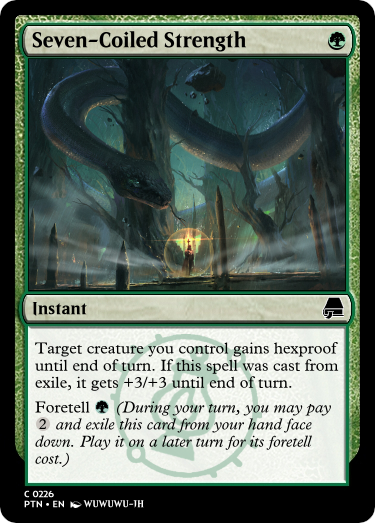 Seven-Coiled Strength
Instant
Target creature you control gains hexproof
until end of turn. If this spell was cast from
exile, it gets +3/+3 until end of turn.
Foretell (During your turn, you may pay
2 and exile this card from your hand face
down. Play it on a later turn for its foretell
cost.)
C 0226
PTN • EN WUWUWU-JH